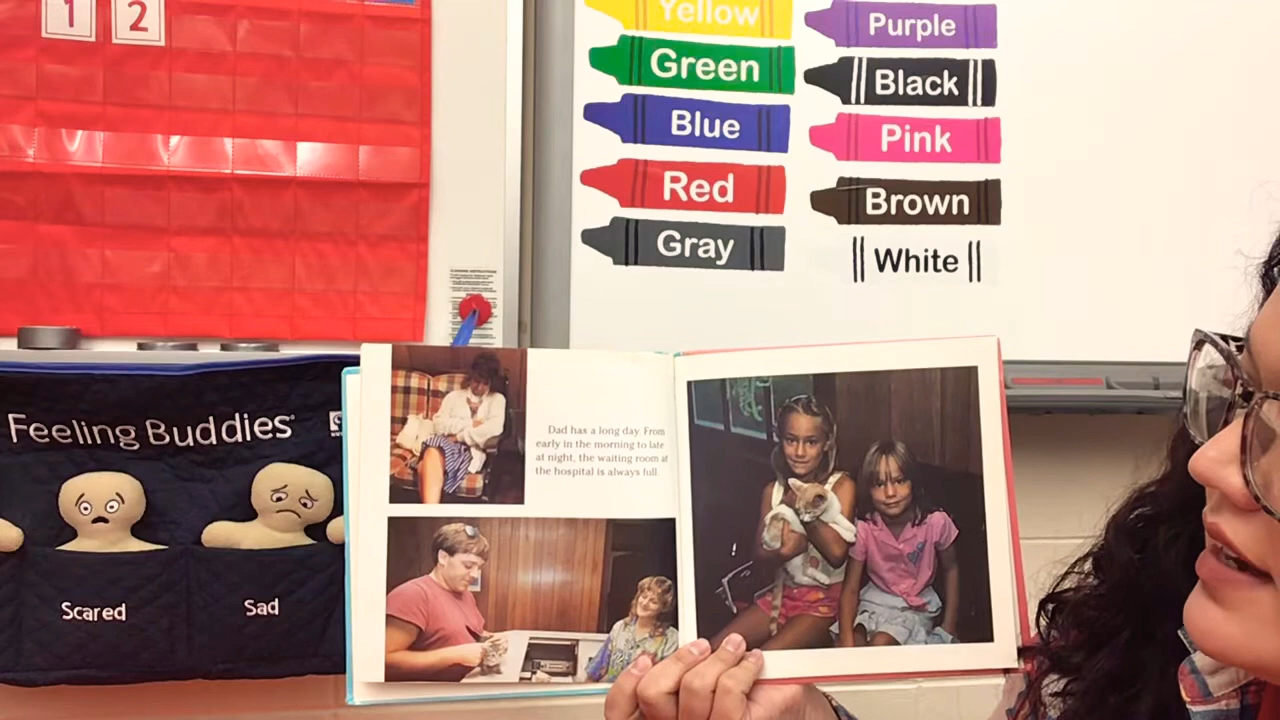 1 2
Yellow
Green
Blue
Red
Gray
Purple
Black
Pink
Brown
White
Feeling Buddies®
Scared
Sad
Dad has a long day. From
early in the morning to late
at night, the waiting room at
the hospital is always full.